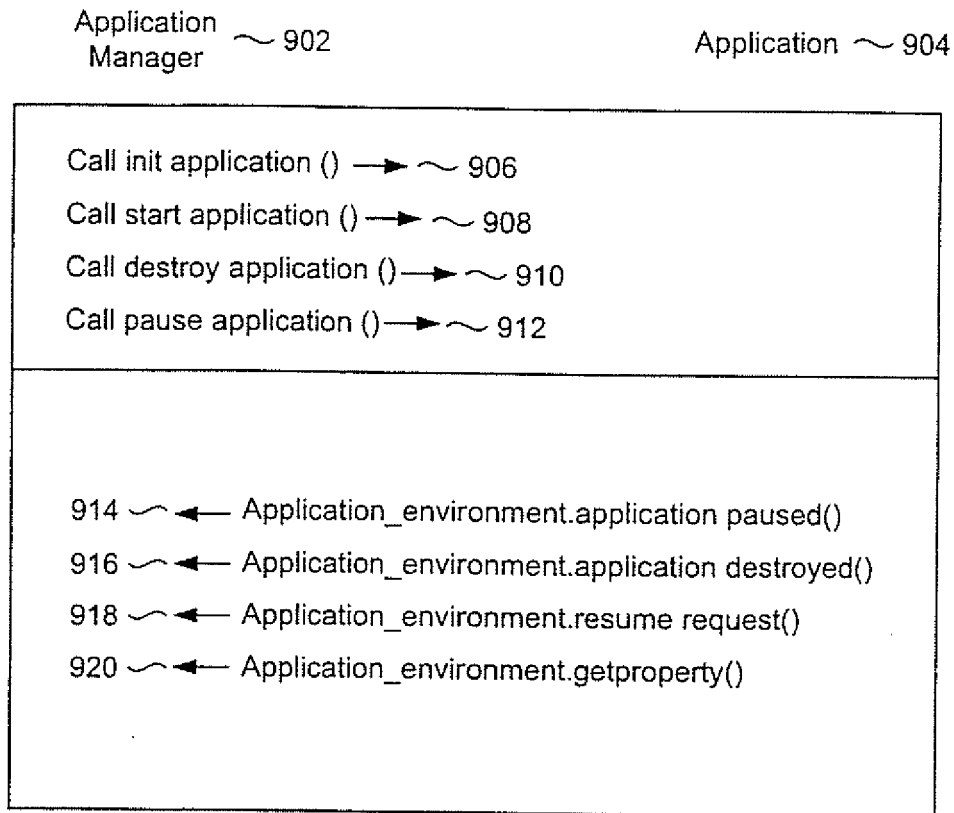 Application Manager 902
Application 904
Call init application () 906
Call start application () 908
Call destroy application () 910
Call pause application () 912
914 Application_environment.application paused()
916 Application_environment.application destroyed()
918 Application_environment.resume request()
920 Application_environment.getproperty()